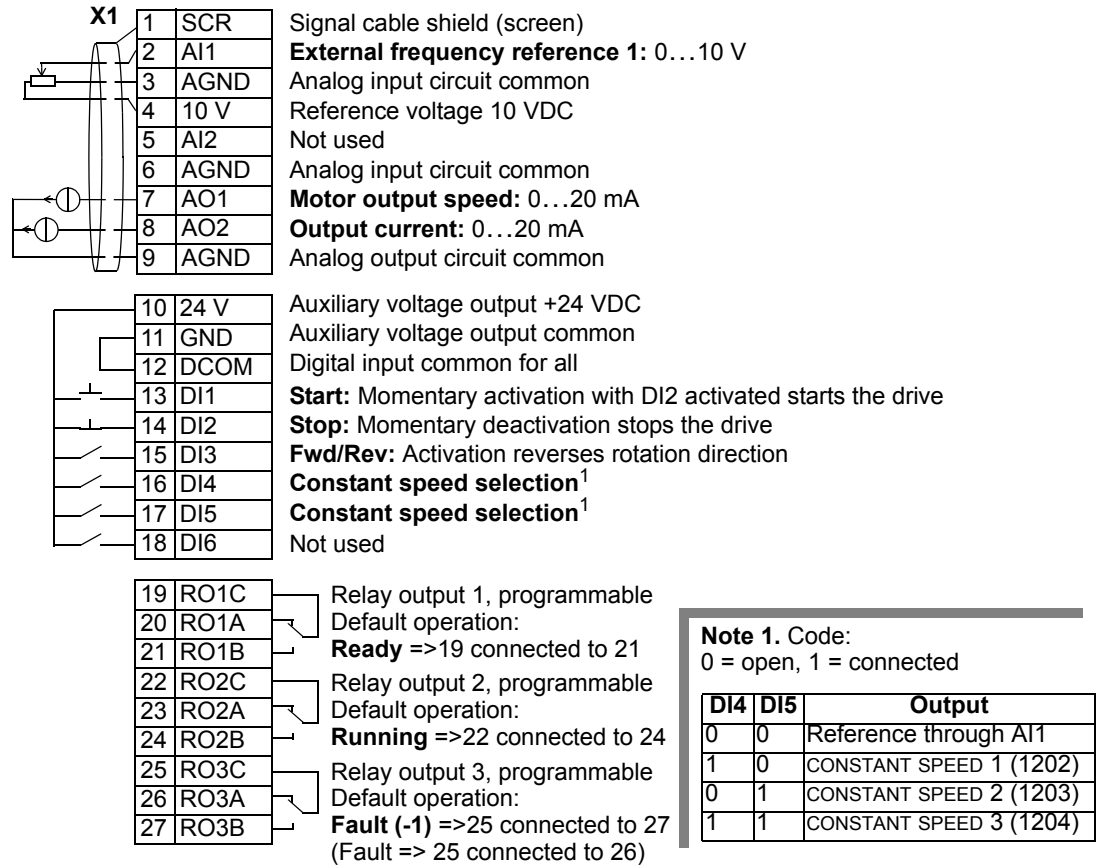 X1
1 SCR Signal cable shield (screen)
2 AI1 External frequency reference 1: 0…10 V
3 AGND Analog input circuit common
4 10 V Reference voltage 10 VDC
5 AI2 Not used
6 AGND Analog input circuit common
7 AO1 Motor output speed: 0…20 mA
8 AO2 Output current: 0…20 mA
9 AGND Analog output circuit common
10 24 V Auxiliary voltage output +24 VDC
11 GND Auxiliary voltage output common
12 DCOM Digital input common for all
13 DI1 Start: Momentary activation with DI2 activated starts the drive
14 DI2 Stop: Momentary deactivation stops the drive
15 DI3 Fwd/Rev: Activation reverses rotation direction
16 DI4 Constant speed selection1
17 DI5 Constant speed selection1
18 DI6 Not used
19 RO1C Relay output 1, programmable
20 RO1A Default operation:
21 RO1B Ready =>19 connected to 21
22 RO2C Relay output 2, programmable
23 RO2A Default operation:
24 RO2B Running =>22 connected to 24
25 RO3C Relay output 3, programmable
26 RO3A Default operation:
27 RO3B Fault (-1) =>25 connected to 27
(Fault => 25 connected to 26)
Note 1. Code:
0 = open, 1 = connected
DI4 DI5 Output
0 0 Reference through AI1
1 0 CONSTANT SPEED 1 (1202)
0 1 CONSTANT SPEED 2 (1203)
1 1 CONSTANT SPEED 3 (1204)